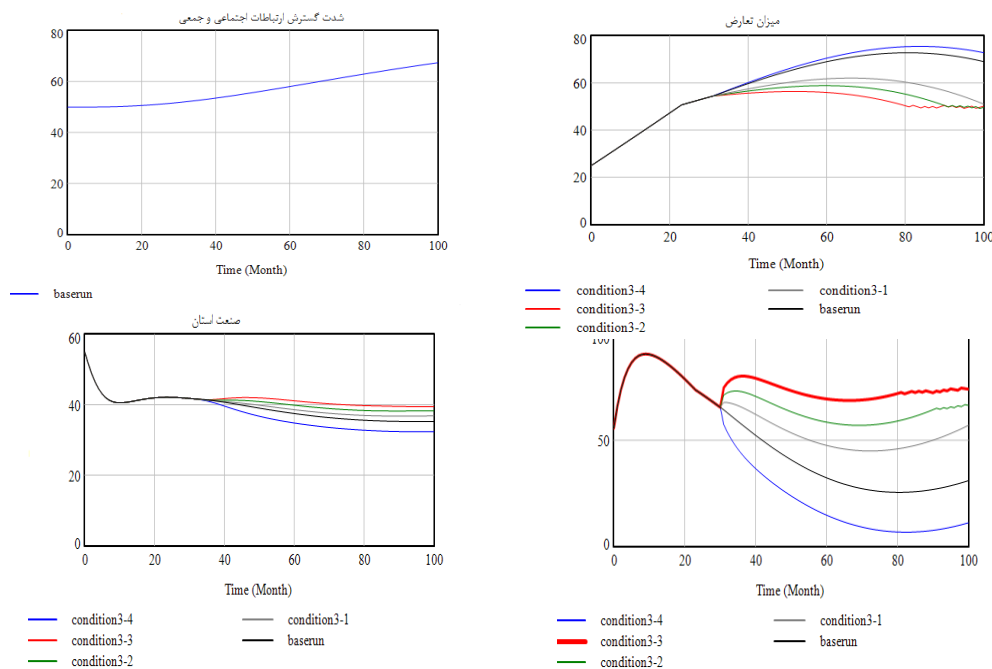 شدت گسترش ارتباطات اجتماعی و جمعی
80
60
40
20
0
0 20 40 60 80 100
Time (Month)
baserun
میزان تعارض
80
60
40
20
0
0 20 40 60 80 100
Time (Month)
condition3-4 condition3-1
condition3-3 baserun
condition3-2
صنعت استان
60
40
20
0
0 20 40 60 80 100
Time (Month)
condition3-4 condition3-1
condition3-3 baserun
condition3-2
100
50
0
0 20 40 60 80 100
Time (Month)
condition3-4 condition3-1
condition3-3 baserun
condition3-2